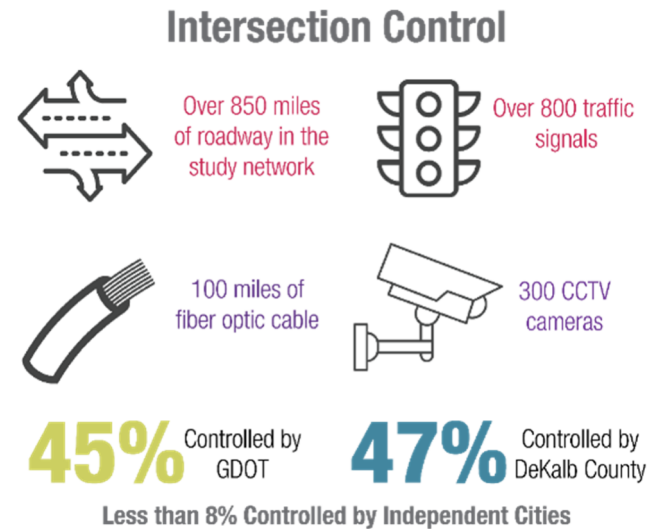 Intersection Control
Over 850 miles
of roadway in the
study network
Over 800 traffic
signals
100 miles of
fiber optic cable
300 CCTV
cameras
45% Controlled by
GDOT
47% Controlled by
DeKalb County
Less than 8% Controlled by Independent Cities